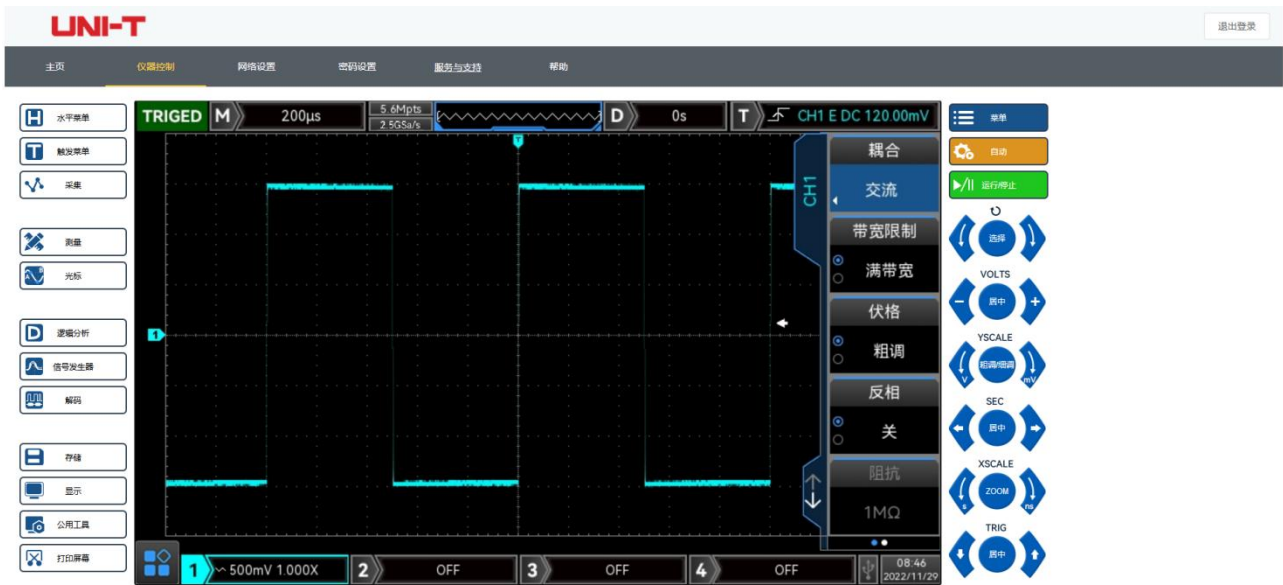 UNI-T
退出登录
主页 仪器控制 网络设置 密码设置 服务与支持 帮助
水平菜单
触发菜单
采集
测量
光标
逻辑分析
信号发生器
解码
存储
显示
公用工具
打印屏幕
TRIGED M 200μs 5.6Mpts 2.5GSa/s D 0s T CH1 E DC 120.00mV
T
1
CH1
耦合
交流
带宽限制
满带宽
伏格
粗调
反相
关
阻抗
1MΩ
1 500mV 1.000X 2 OFF 3 OFF 4 OFF 08:46
2022/11/29
菜单
自动
运行/停止
选择
VOLTS
- 居中 +
YSCALE
粗调/细调
V mV
SEC
居中
XSCALE
ZOOM
s ns
TRIG
居中